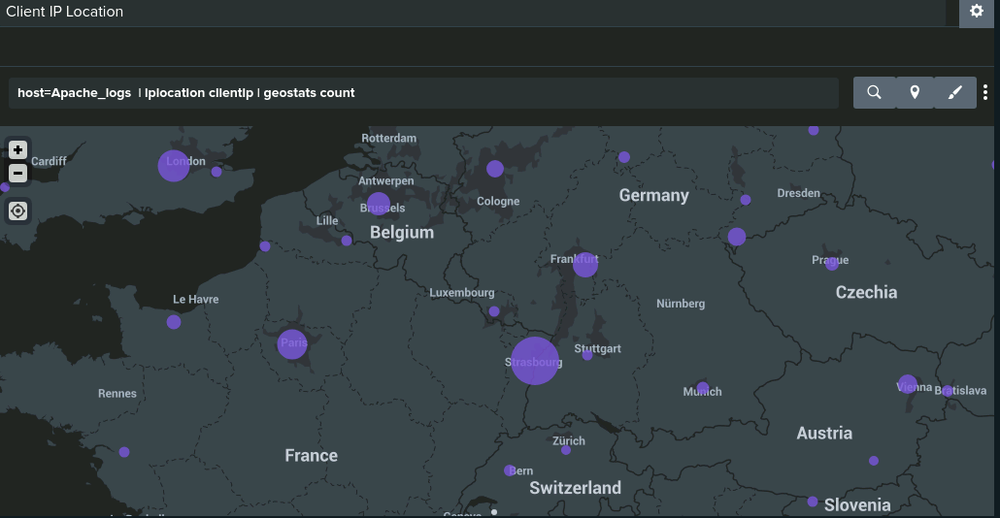 Client IP Location
host=Apache_logs | iplocation clientip | geostats count
Rotterdam
Cardiff
London
Antwerpen
Brussels
Cologne
Germany
Dresden
Lille
Belgium
Frankfurt
Prague
Czechia
Le Havre
Luxembourg
Nürnberg
Paris
Stuttgart
Strasbourg
Rennes
Munich
Vienna
Bratislava
Austria
France
Zürich
Bern
Switzerland
Slovenia